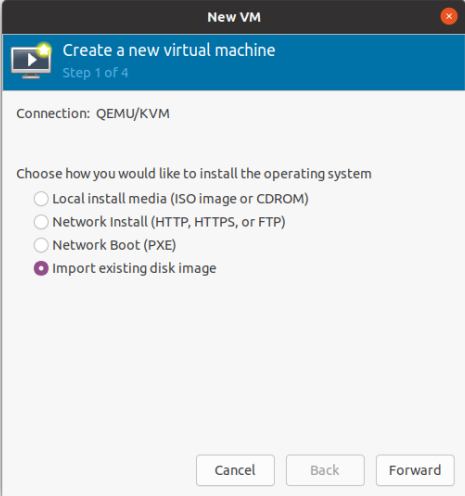 New VM
Create a new virtual machine
Step 1 of 4
Connection: QEMU/KVM
Choose how you would like to install the operating system
Local install media (ISO image or CDROM)
Network Install (HTTP, HTTPS, or FTP)
Network Boot (PXE)
Import existing disk image
Cancel Back Forward